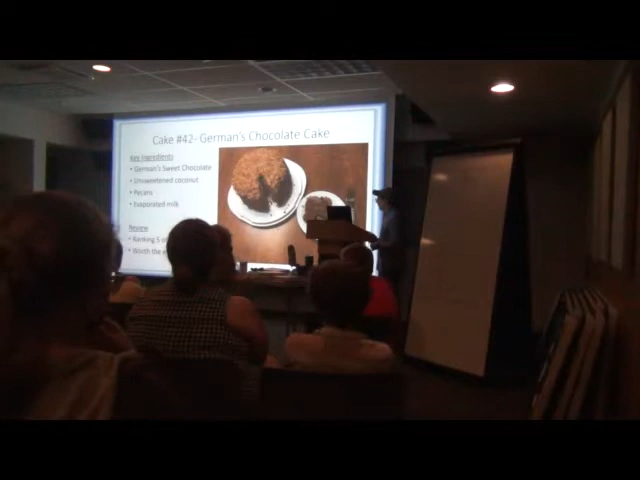 Cake #42- German's Chocolate Cake
Key Ingredients
• German's Sweet Chocolate
• Unsweetened coconut
• Pecans
• Evaporated milk
Review
• Ranking 5 of
• Worth the